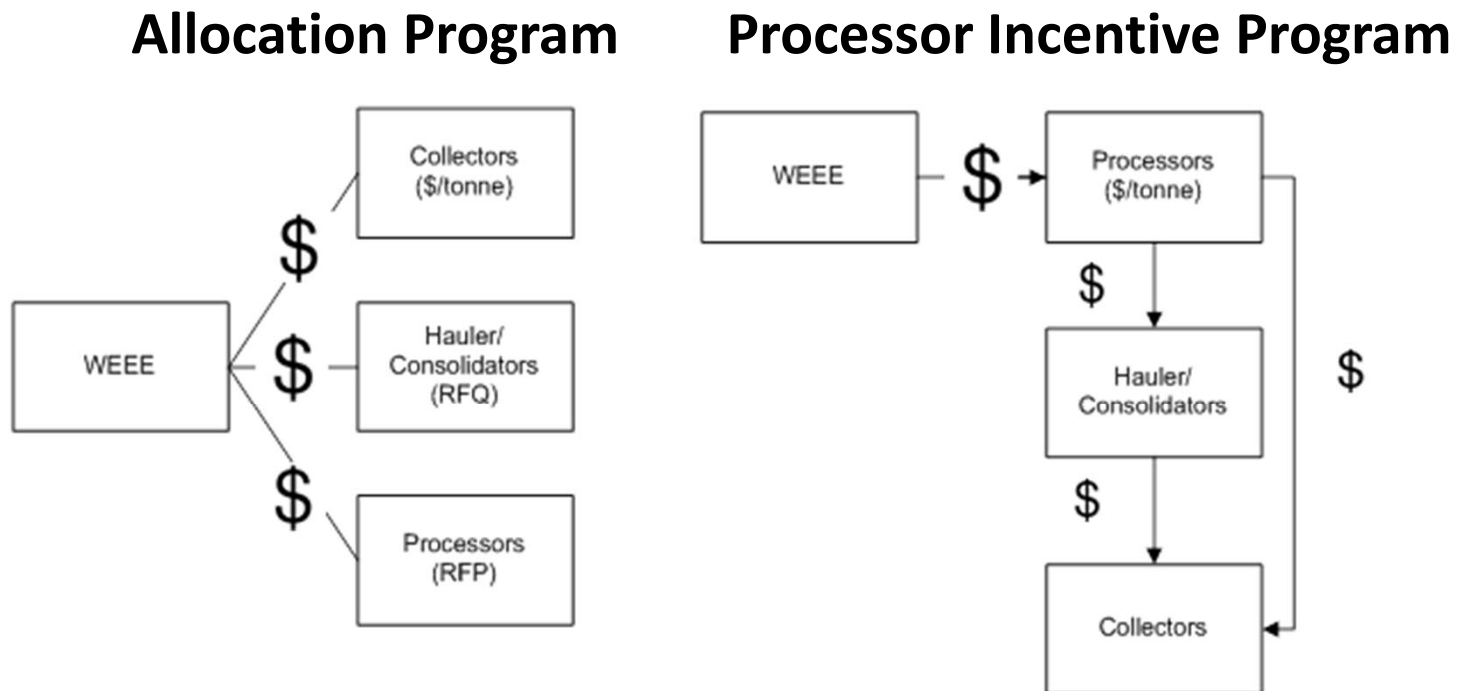 Allocation Program
Collectors
($/tonne)
$
WEEE
$
Hauler/
Consolidators
(RFQ)
$
Processors
(RFP)
Processor Incentive Program
WEEE
$
Processors
($/tonne)
$
Hauler/
Consolidators
$
$
Collectors